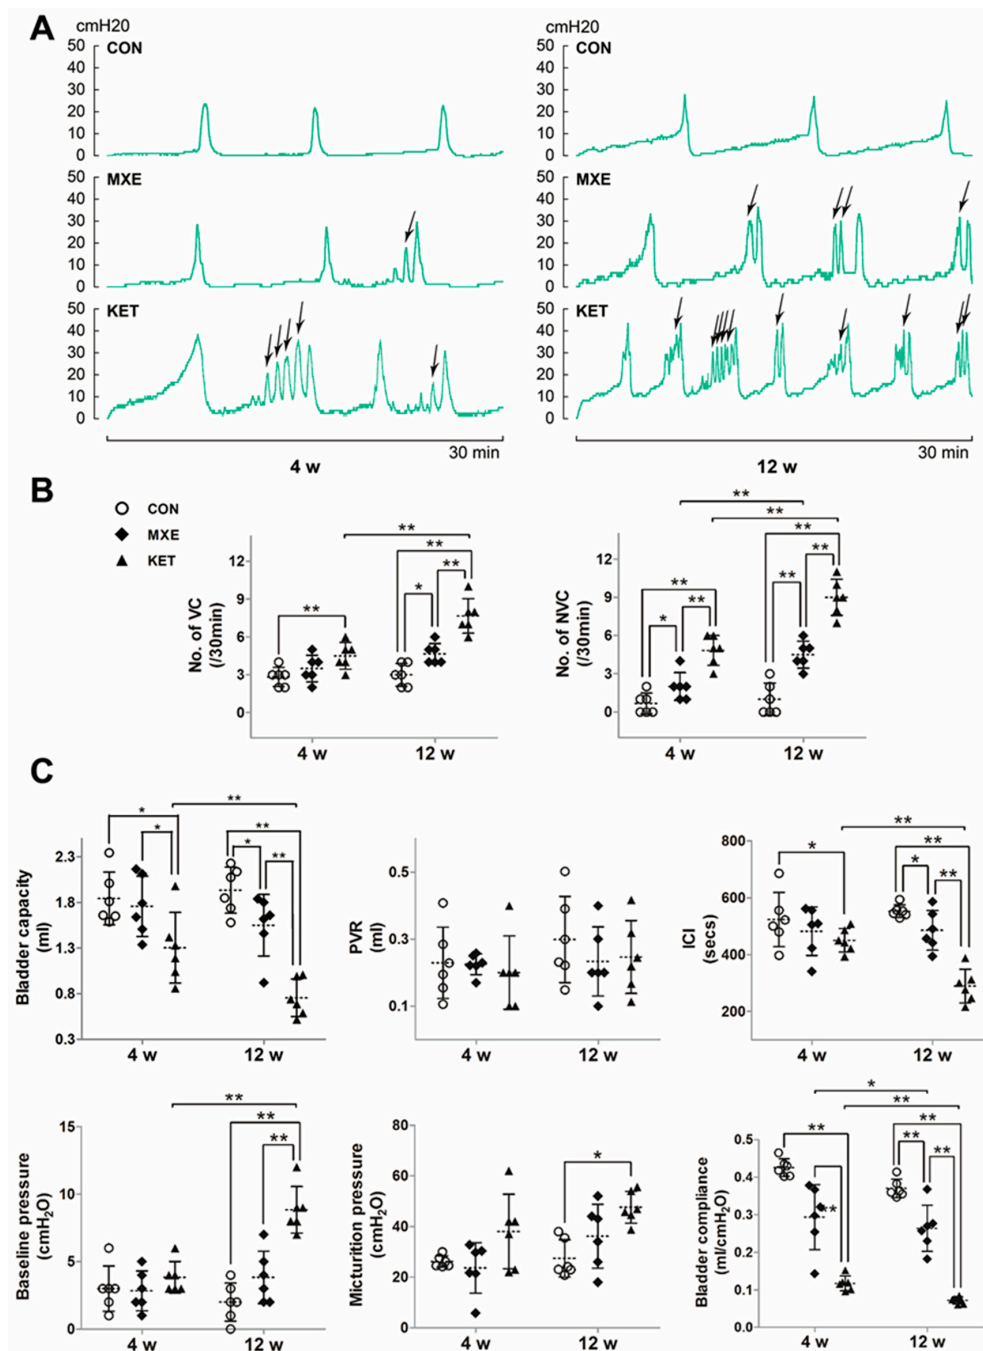 A
cmH20
CON
50
40
30
20
10
0
MXE
50
40
30
20
10
0
KET
50
40
30
20
10
0
30 min
4 w
CON
50
40
30
20
10
0
MXE
50
40
30
20
10
0
KET
50
40
30
20
10
0
30 min
12 w
B
CON
MXE
KET
No. of VC
(/30min)
12
9
6
3
0
**
**
**
*
**
4 w
12 w
No. of NVC
(/30min)
12
9
6
3
0
**
**
**
**
**
*
**
**
4 w
12 w
C
Bladder capacity
(ml)
2.3
1.8
1.3
0.8
0.3
**
*
*
**
*
**
4 w
12 w
PVR
(ml)
0.5
0.3
0.1
4 w
12 w
ICI
(secs)
800
600
400
200
**
*
**
*
**
4 w
12 w
Baseline pressure
(cmH₂O)
15
10
5
0
**
**
**
4 w
12 w
Micturition pressure
(cmH₂O)
80
60
40
20
0
*
4 w
12 w
Bladder compliance
(ml/cmH₂O)
0.5
0.4
0.3
0.2
0.1
0.0
*
**
**
**
**
**
**
4 w
12 w